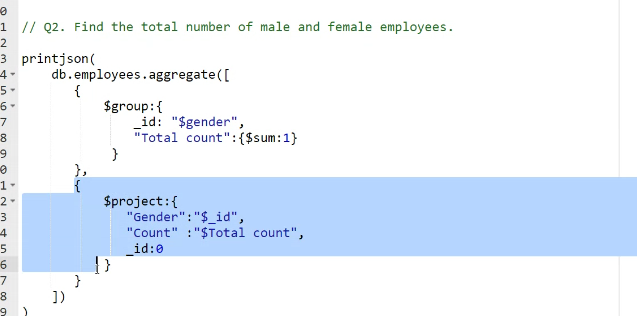 0
1 // Q2. Find the total number of male and female employees.
2
3 printjson(
4 db.employees.aggregate([
5 {
6 $group:{
7 _id: "$gender",
8 "Total count":{$sum:1}
9 }
0 },
1 {
2 $project:{
3 "Gender":"$_id",
4 "Count" :"$Total count",
5 _id:0
6 }
7 }
8 ])
9 )